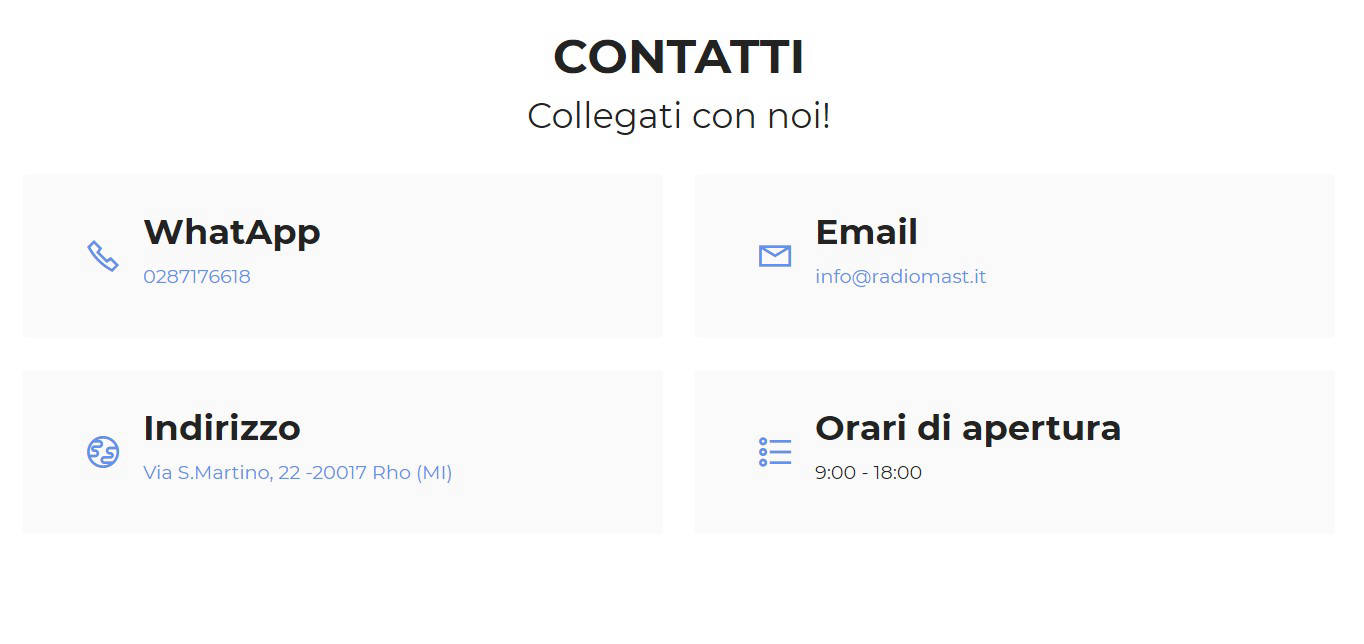 CONTATTI
Collegati con noi!
WhatApp
0287176618
Email
info@radiomast.it
Indirizzo
Via S.Martino, 22 -20017 Rho (MI)
Orari di apertura
9:00 - 18:00